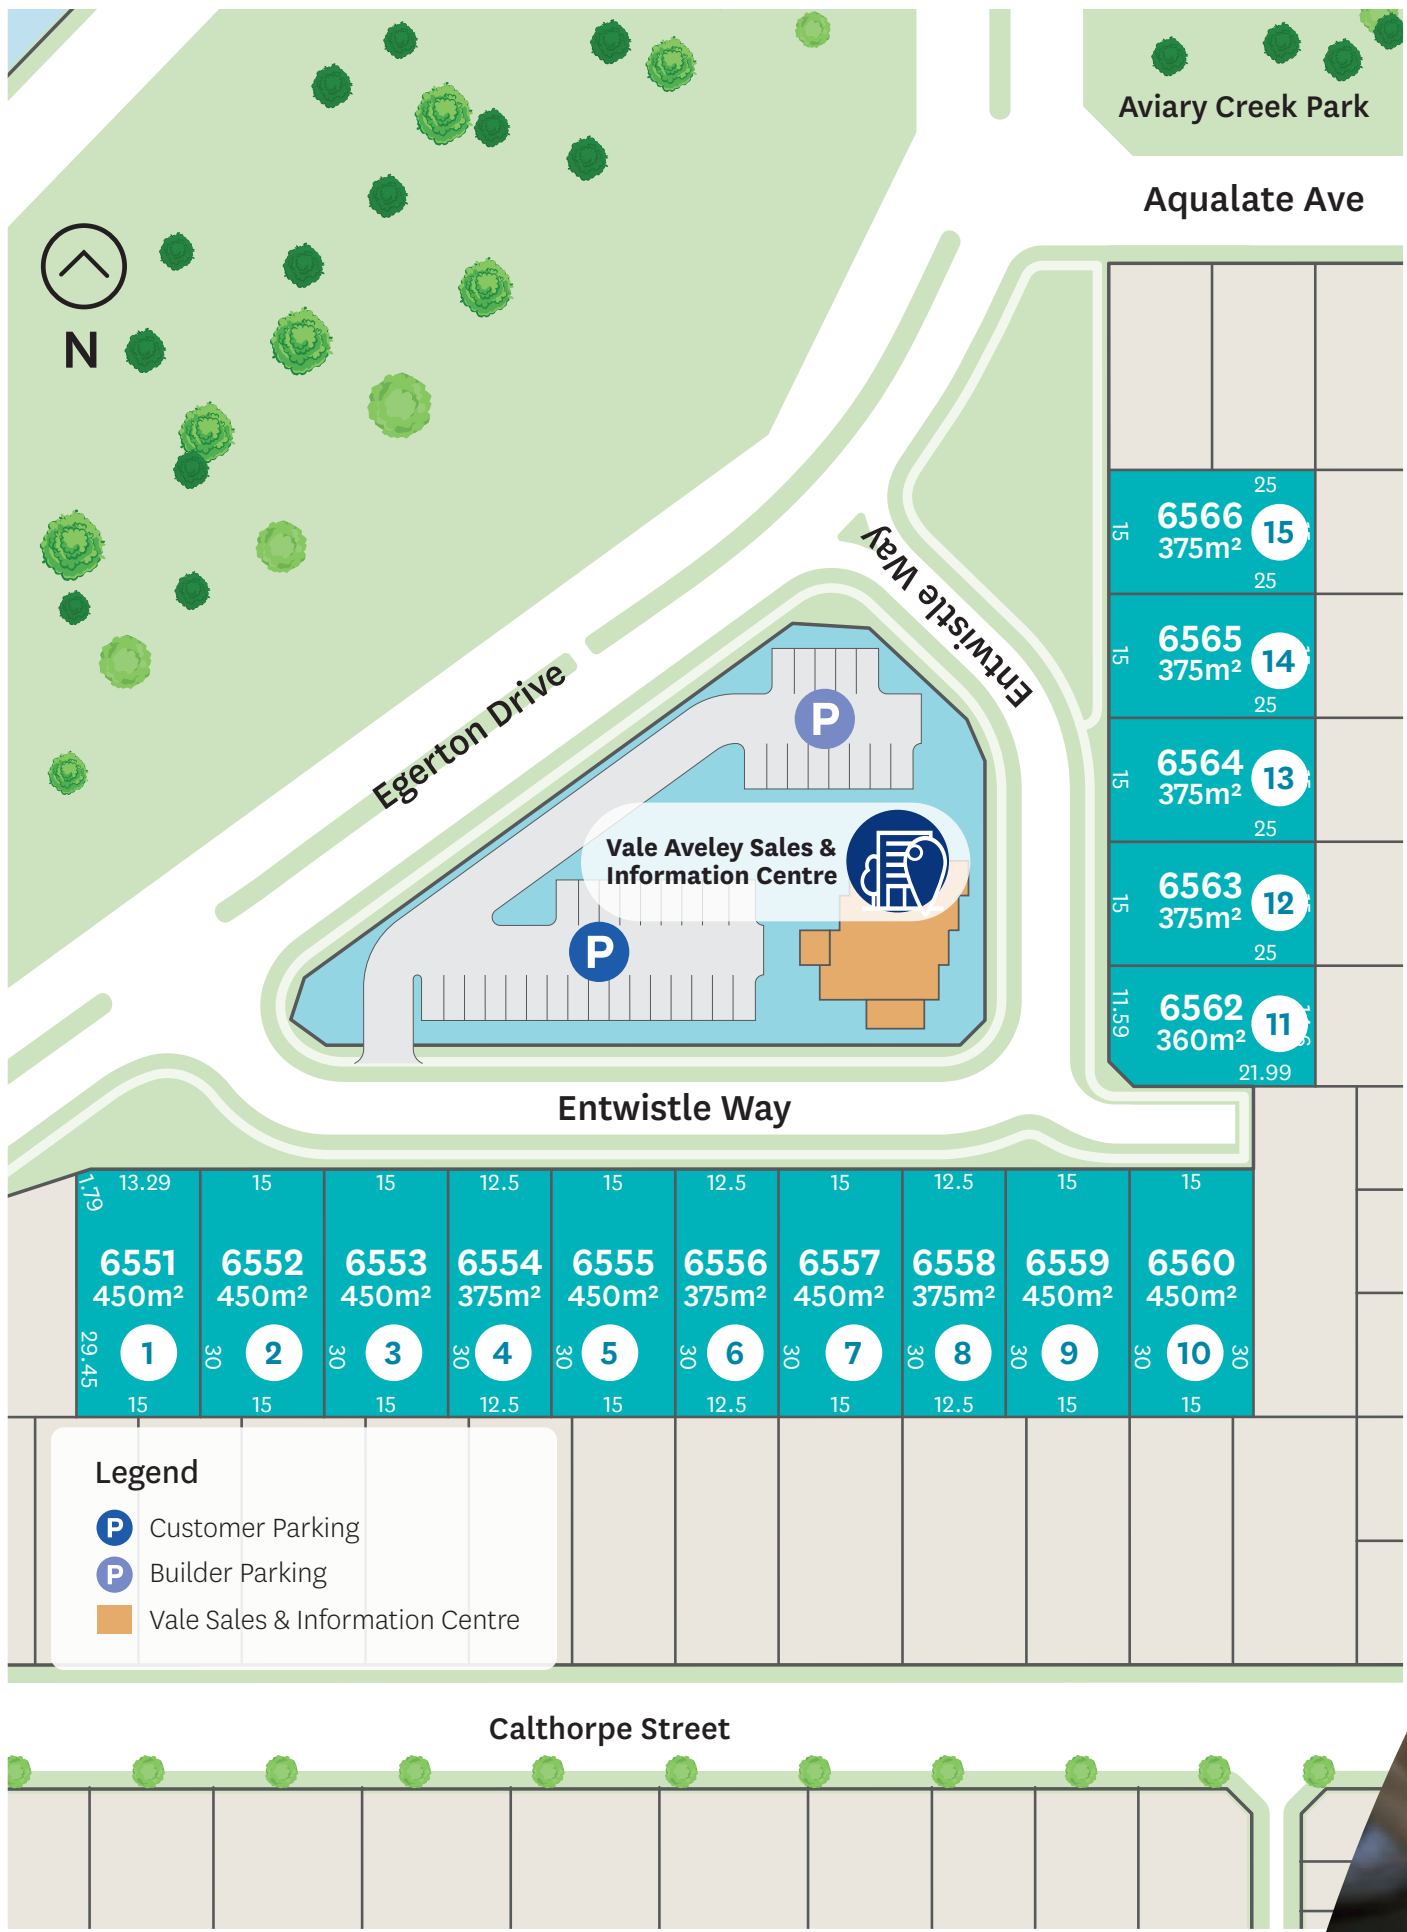 Aviary Creek Park
Aqualate Ave
N
25
6566
375m²
15
15
25
6565
375m²
14
15
25
6564
375m²
13
15
25
6563
375m²
12
15
25
6562
360m²
11
11.59
21.99
Entwistle Way
Egerton Drive
P
Vale Aveley Sales &
Information Centre
P
Entwistle Way
1.79
13.29
15
15
12.5
15
12.5
15
12.5
15
15
6551
6552
6553
6554
6555
6556
6557
6558
6559
6560
450m²
450m²
450m²
375m²
450m²
375m²
450m²
375m²
450m²
450m²
29.45
1
30
2
30
3
30
4
30
5
30
6
30
7
30
8
30
9
30
10
30
15
15
15
12.5
15
12.5
15
12.5
15
15
Legend
P Customer Parking
P Builder Parking
Vale Sales & Information Centre
Calthorpe Street